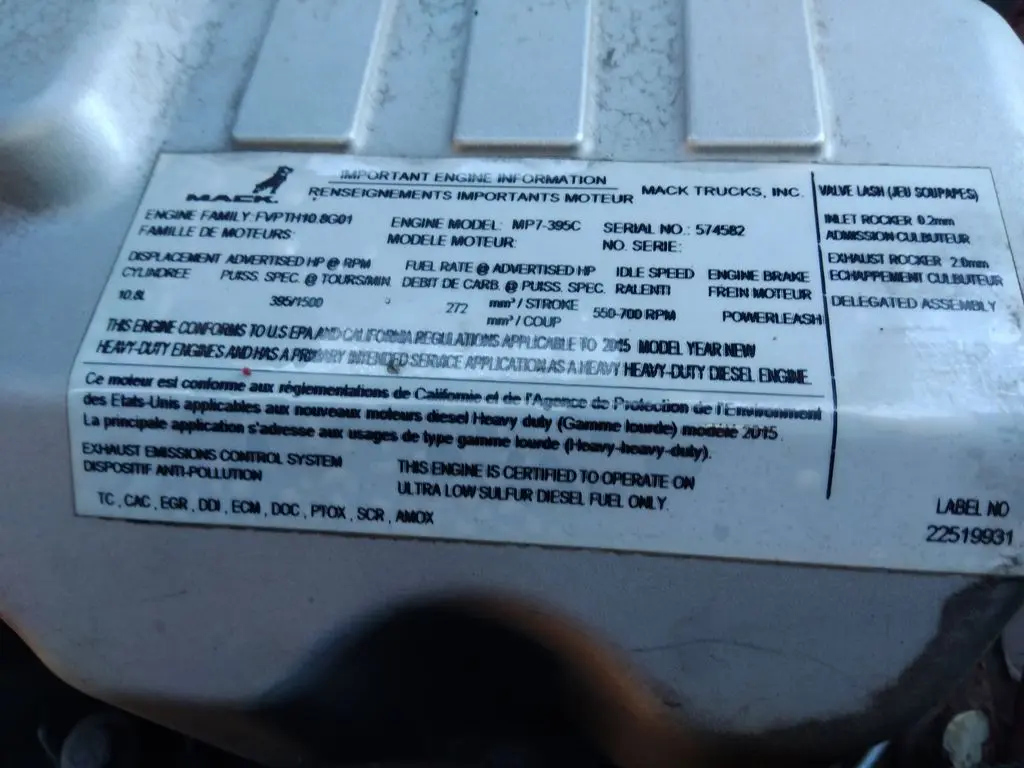 MACK.
IMPORTANT ENGINE INFORMATION
RENSEIGNEMENTS IMPORTANTS MOTEUR
MACK TRUCKS, INC.
ENGINE FAMILY: FVPTH10.8G01
FAMILLE DE MOTEURS:
ENGINE MODEL: MP7-395C
MODELE MOTEUR:
SERIAL NO.: 574582
NO. SERIE:
DISPLACEMENT ADVERTISED HP @ RPM
CYLINDREE PUISS. SPEC. @ TOURS/MIN.
10.8L 395/1500
FUEL RATE @ ADVERTISED HP
DEBIT DE CARB. @ PUISS. SPEC.
272 mm³ / STROKE
mm³ / COUP
IDLE SPEED
RALENTI
550-700 RPM
ENGINE BRAKE
FREIN MOTEUR
POWERLEASH
THIS ENGINE CONFORMS TO U.S EPA AND CALIFORNIA REGULATIONS APPLICABLE TO 2015 MODEL YEAR NEW
HEAVY-DUTY ENGINES AND HAS A PRIMARY INTENDED SERVICE APPLICATION AS A HEAVY HEAVY-DUTY DIESEL ENGINE.
Ce moteur est conforme aux réglementations de Californie et de l'Agence de Protection de l'Environment
des Etats-Unis applicables aux nouveaux moteurs diesel Heavy duty (Gamme lourde) modele 2015.
La principale application s'adresse aux usages de type gamme lourde (Heavy-heavy-duty).
EXHAUST EMISSIONS CONTROL SYSTEM
DISPOSITIF ANTI-POLLUTION
TC , CAC , EGR , DDI , ECM , DOC , PTOX , SCR , AMOX
THIS ENGINE IS CERTIFIED TO OPERATE ON
ULTRA LOW SULFUR DIESEL FUEL ONLY.
VALVE LASH (JEU SOUPAPES)
INLET ROCKER 0.2mm
ADMISSION CULBUTEUR
EXHAUST ROCKER 2.0mm
ECHAPPEMENT CULBUTEUR
DELEGATED ASSEMBLY
LABEL NO
22519931